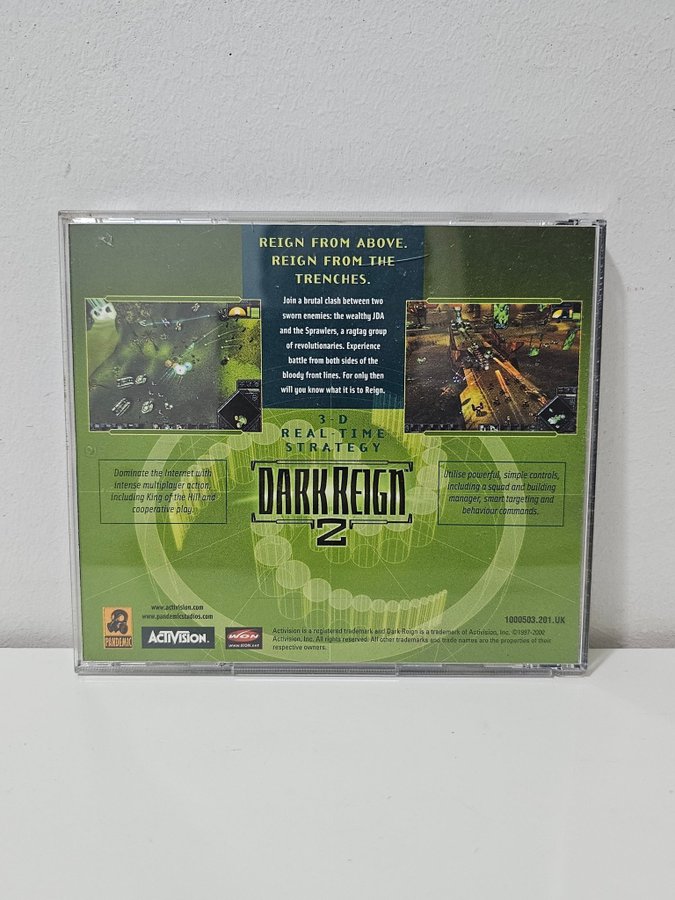 REIGN FROM ABOVE.
REIGN FROM THE
TRENCHES.
Join a brutal clash between two
sworn enemies: the wealthy JDA
and the Sprawlers, a ragtag group
of revolutionaries. Experience
battle from both sides of the
bloody front lines. For only then
will you know what it is to Reign.
3-D
REAL-TIME
STRATEGY
Dominate the Internet with
intense multiplayer action,
including King of the Hill and
cooperative play.
DARK REIGN
2
Utilise powerful, simple controls,
including a squad and building
manager, smart targeting and
behaviour commands.
www.activision.com
www.pandemicstudios.com
1000503.201.UK
PANDEMIC
ACTIVISION.
WON
www.WON.net
Activision is a registered trademark and Dark Reign is a trademark of Activision, Inc. ©1997-2000
Activision, Inc. All rights reserved. All other trademarks and trade names are the properties of their
respective owners.